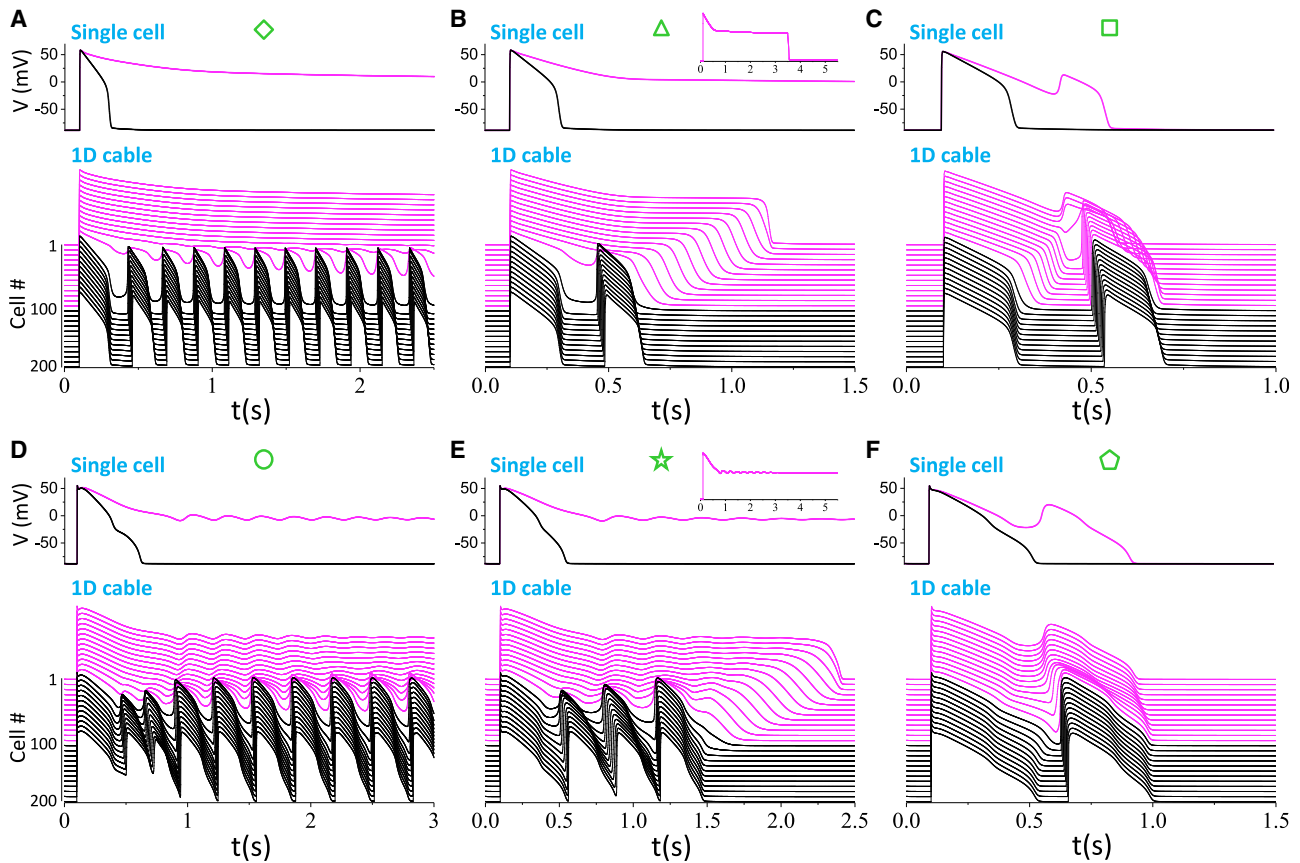 A
Single cell
V (mV)
50
0
-50
1D cable
Cell #
1
100
200
0 1 2
t(s)
B
Single cell
0 1 2 3 4 5
1D cable
0.0 0.5 1.0 1.5
t(s)
C
Single cell
50
0
-50
1D cable
0.0 0.5 1.0
t(s)
D
Single cell
V (mV)
50
0
-50
1D cable
Cell #
1
100
200
0 1 2 3
t(s)
E
Single cell
0 1 2 3 4 5
50
0
-50
1D cable
0.0 0.5 1.0 1.5 2.0 2.5
t(s)
F
Single cell
50
0
-50
1D cable
0.0 0.5 1.0 1.5
t(s)